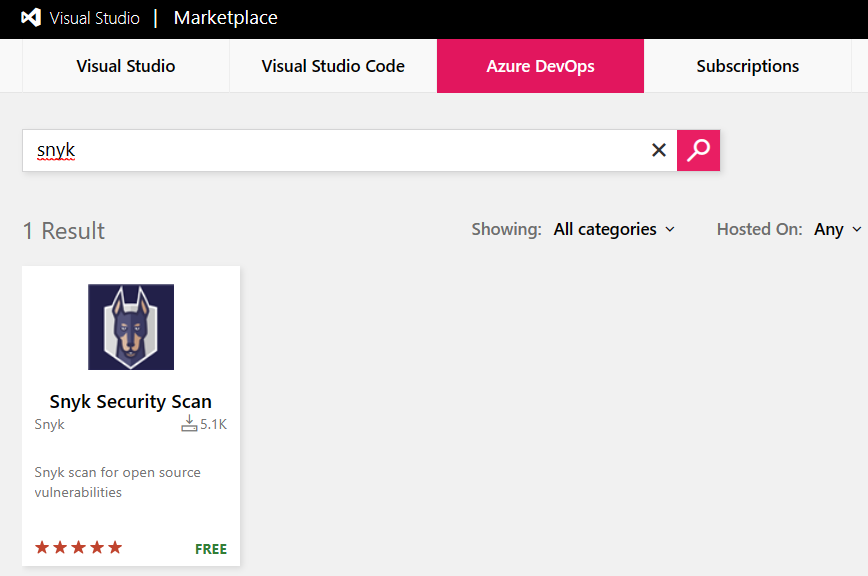 Visual Studio | Marketplace
Visual Studio Visual Studio Code Azure DevOps Subscriptions
snyk
1 Result Showing: All categories Hosted On: Any
Snyk Security Scan
Snyk 5.1K
Snyk scan for open source
vulnerabilities
FREE